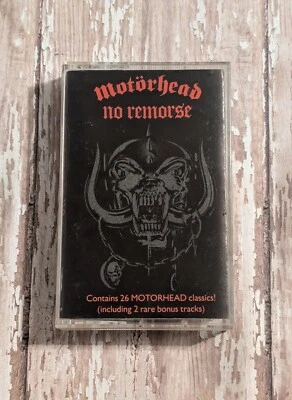 Motörhead
no remorse
Contains 26 MOTORHEAD classics!
(including 2 rare bonus tracks)